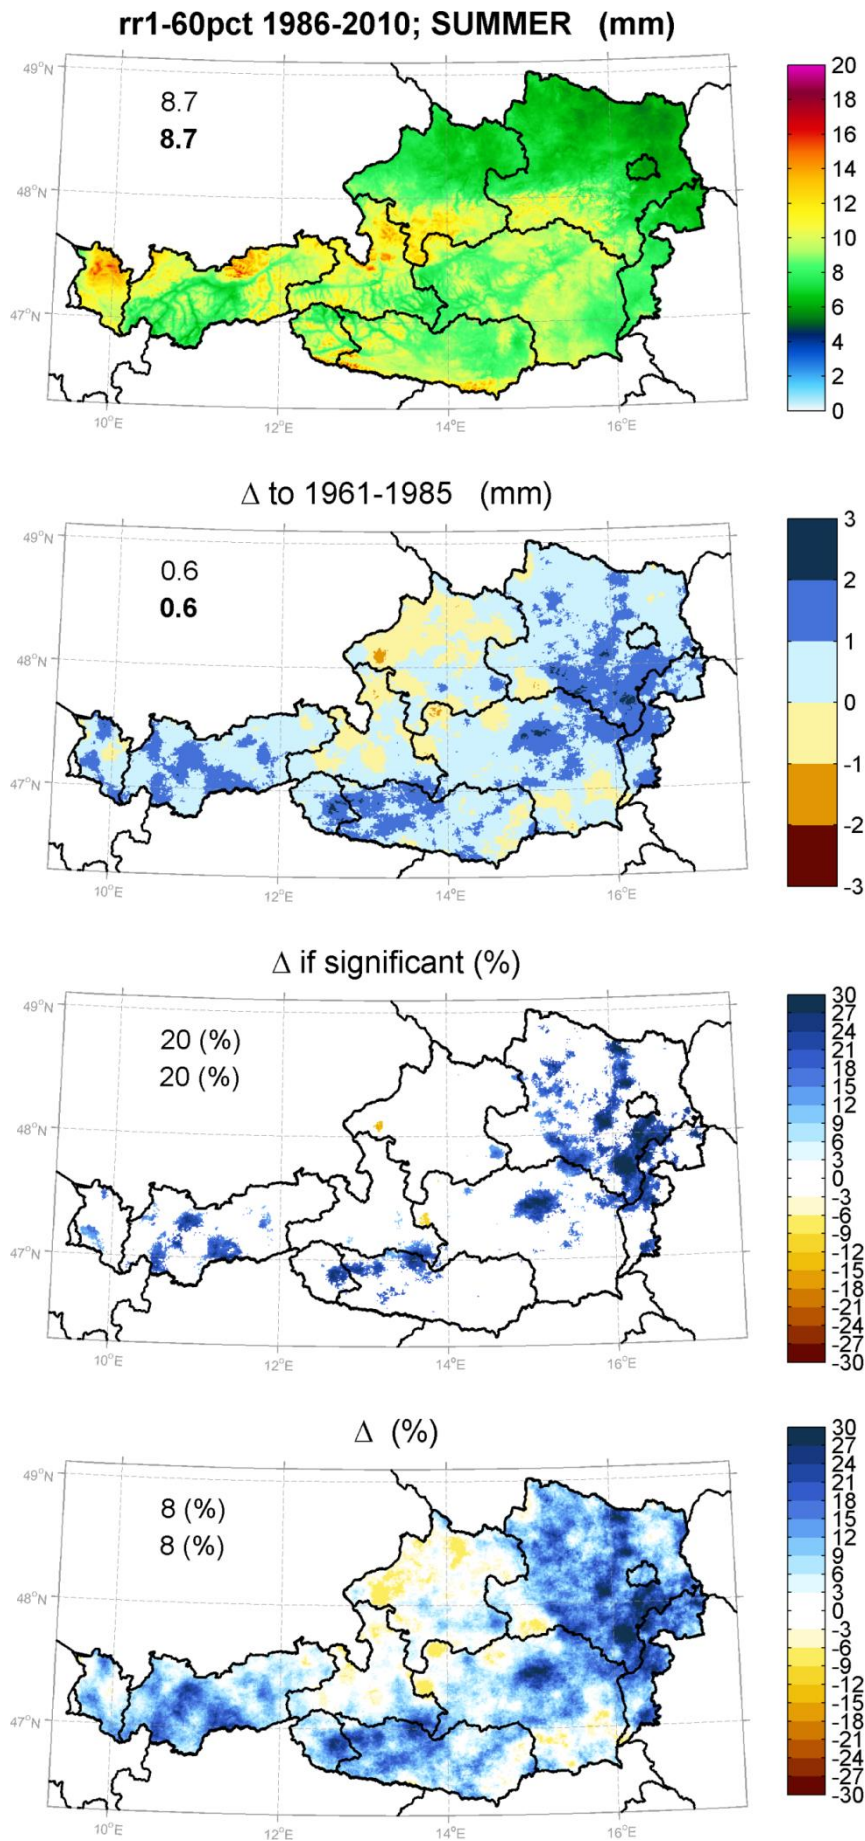 rr1-60pct 1986-2010; SUMMER (mm)
49°N
48°N
47°N
8.7
8.7
10°E
12°E
14°E
16°E
20
18
16
14
12
10
8
6
4
2
0
Δ to 1961-1985 (mm)
49°N
48°N
47°N
0.6
0.6
10°E
12°E
14°E
16°E
3
2
1
0
-1
-2
-3
Δ if significant (%)
49°N
48°N
47°N
20 (%)
20 (%)
10°E
12°E
14°E
16°E
30
27
24
21
18
15
12
9
6
3
0
-3
-6
-9
-12
-15
-18
-21
-24
-27
-30
Δ (%)
49°N
48°N
47°N
8 (%)
8 (%)
10°E
12°E
14°E
16°E
30
27
24
21
18
15
12
9
6
3
0
-3
-6
-9
-12
-15
-18
-21
-24
-27
-30